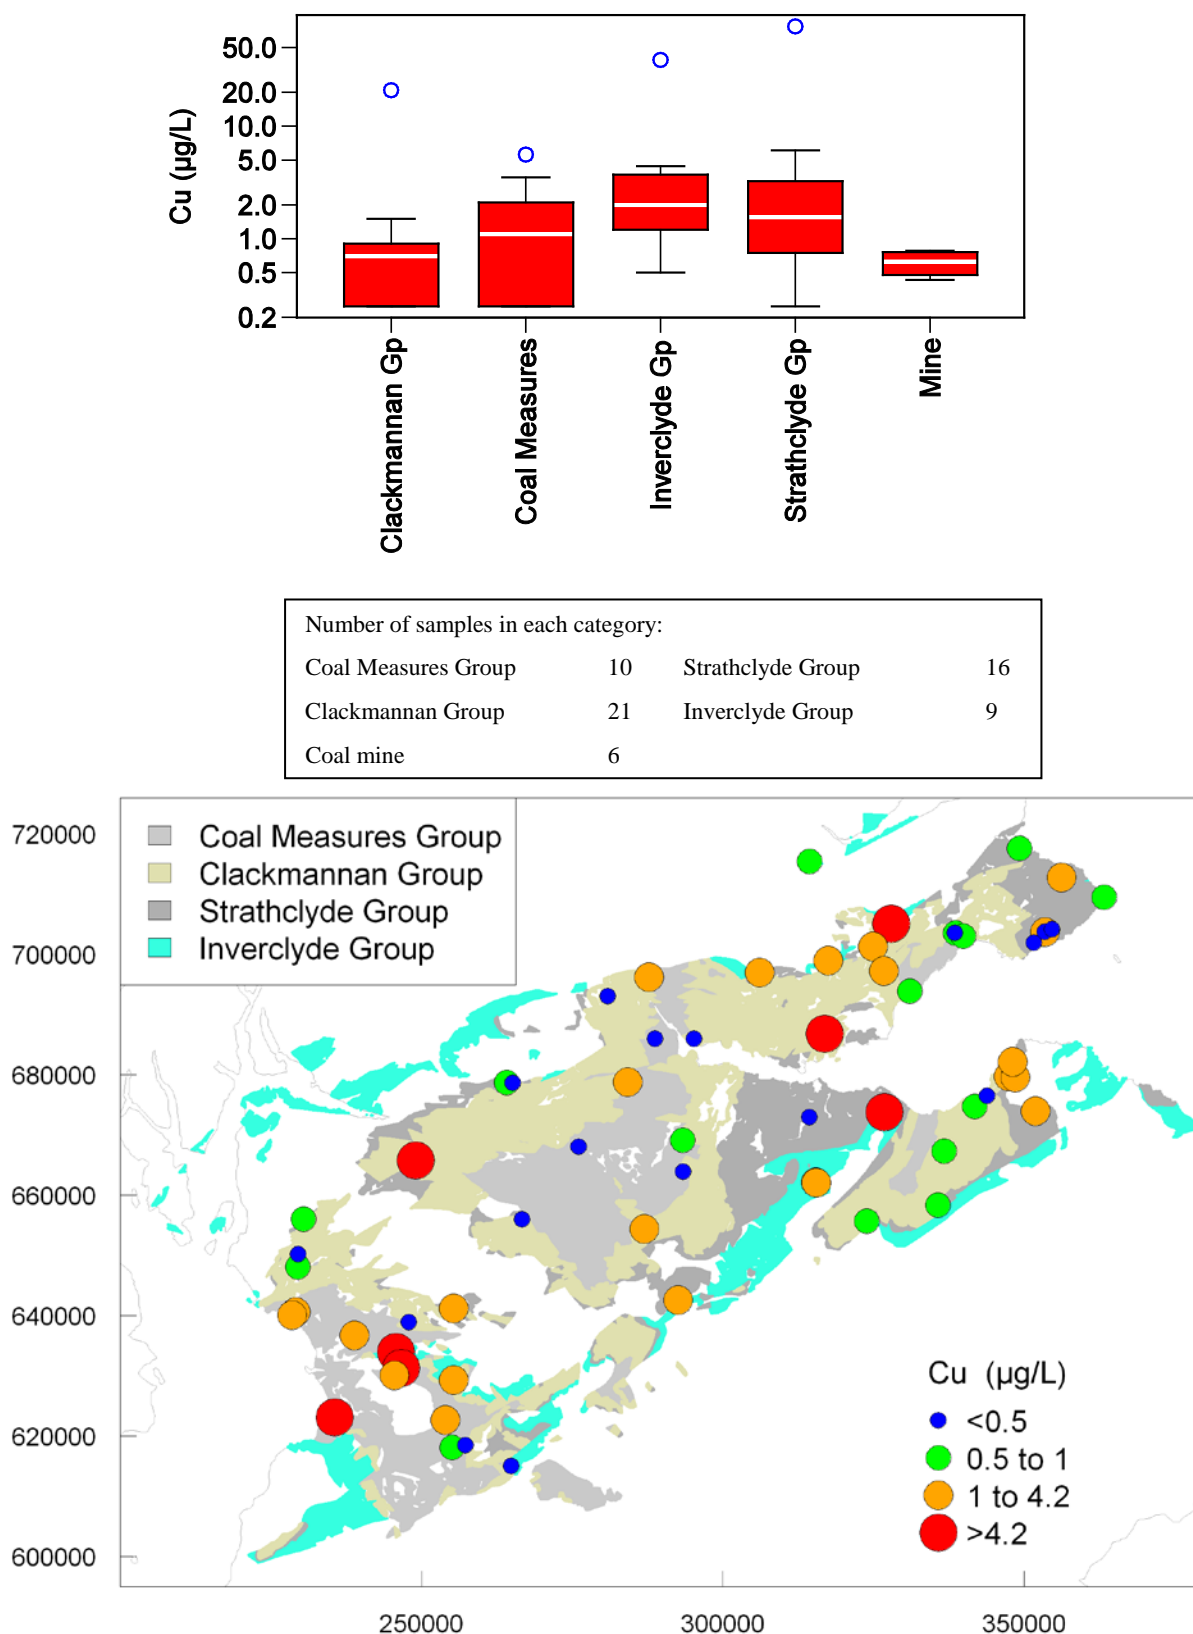 50.0
20.0
10.0
5.0
2.0
1.0
0.5
0.2
Cu (µg/L)
Clackmannan Gp
Coal Measures
Inverclyde Gp
Strathclyde Gp
Mine
Number of samples in each category:
Coal Measures Group 10 Strathclyde Group 16
Clackmannan Group 21 Inverclyde Group 9
Coal mine 6
Coal Measures Group
Clackmannan Group
Strathclyde Group
Inverclyde Group
720000
700000
680000
660000
640000
620000
600000
Cu (µg/L)
<0.5
0.5 to 1
1 to 4.2
>4.2
250000 300000 350000